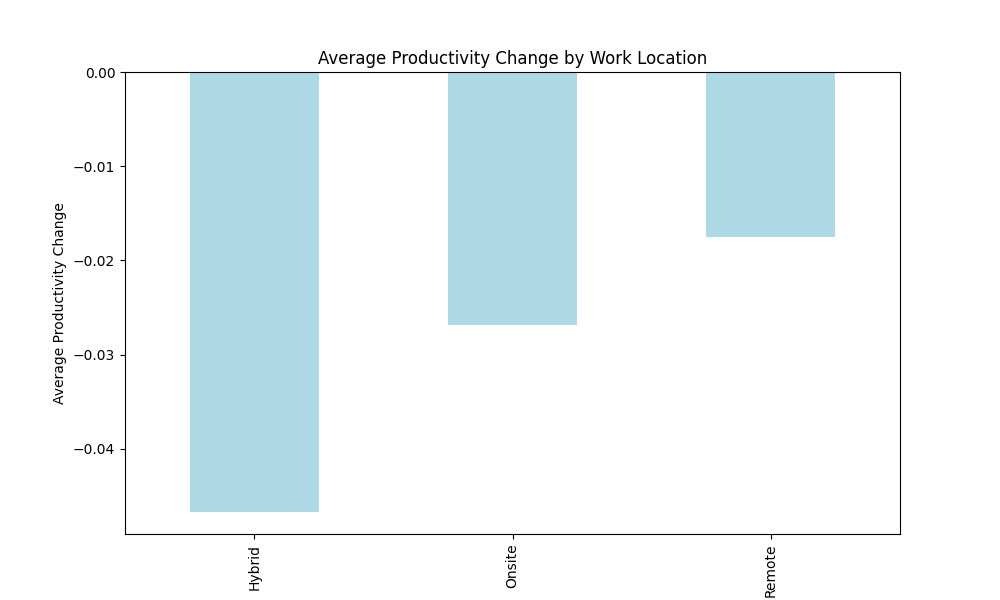 Average Productivity Change by Work Location
Average Productivity Change
0.00
−0.01
−0.02
−0.03
−0.04
Hybrid
Onsite
Remote